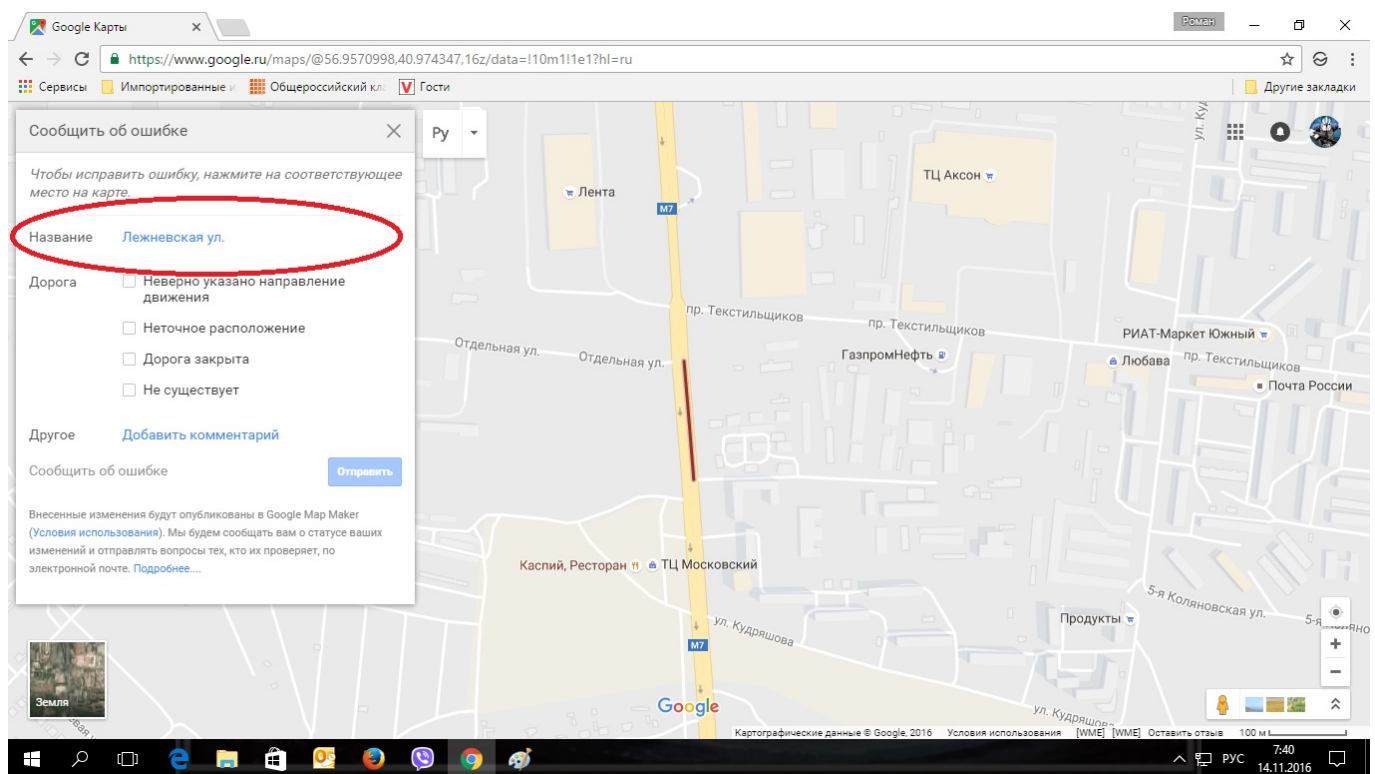 Google Карты
Роман
https://www.google.ru/maps/@56.9570998,40.974347,16z/data=!10m1!1e1?hl=ru
Сервисы Импортированные Общероссийский Гости Другие закладки
Сообщить об ошибке
Ру
Чтобы исправить ошибку, нажмите на соответствующее
место на карте.
Название Лежневская ул.
Дорога
Неверно указано направление
движения
Неточное расположение
Дорога закрыта
Не существует
Другое Добавить комментарий
Сообщить об ошибке Отправить
Внесенные изменения будут опубликованы в Google Map Maker
(Условия использования). Мы будем сообщать вам о статусе ваших
изменений и отправлять вопросы тех, кто их проверяет, по
электронной почте. Подробнее....
Земля
ул.
ТЦ Аксон
Лента
M7
пр. Текстильщиков
пр. Текстильщиков
РИАТ-Маркет Южный
Отдельная ул.
Отдельная ул.
ГазпромНефть
Любава
пр. Текстильщиков
Почта России
Каспий, Ресторан
ТЦ Московский
5-я Коляновская ул.
Продукты
ул. Кудряшова
M7
Google
ул. Кудряшова
Картографические данные © Google, 2016 Условия использования [WME] [WME] Оставить отзыв 100 м
РУС
7:40
14.11.2016